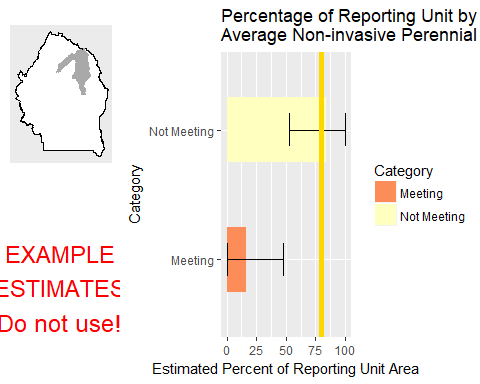 Percentage of Reporting Unit by
Average Non-invasive Perennial
Category
Not Meeting
Meeting
0 25 50 75 100
Estimated Percent of Reporting Unit Area
Category
Meeting
Not Meeting
EXAMPLE
ESTIMATES
Do not use!